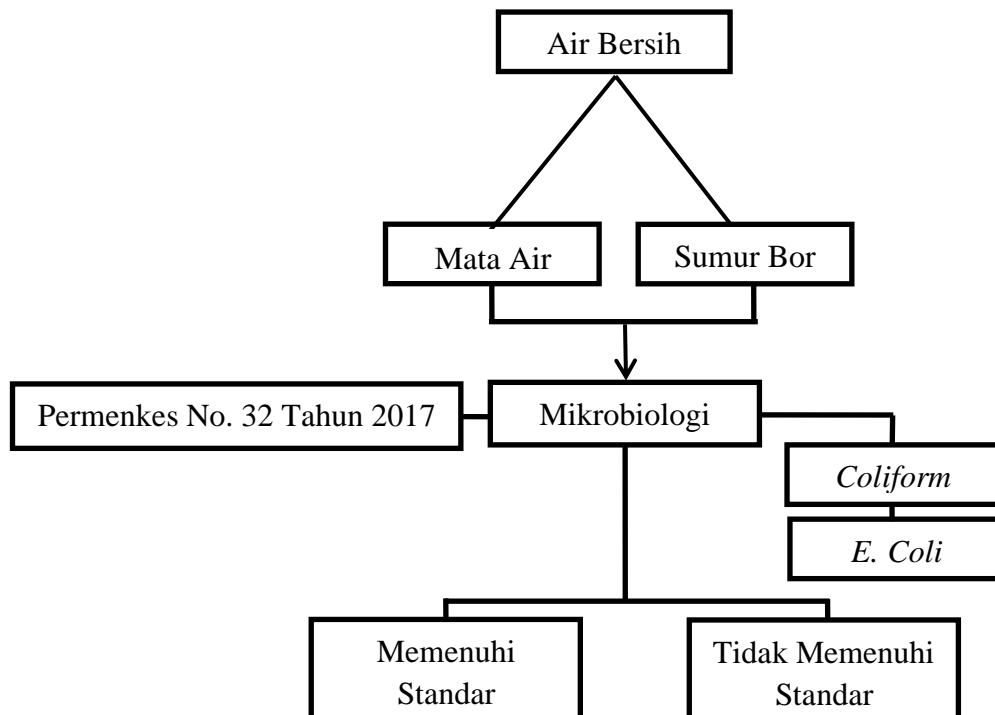 Air Bersih
Mata Air
Sumur Bor
Permenkes No. 32 Tahun 2017
Mikrobiologi
Coliform
E. Coli
Memenuhi
Standar
Tidak Memenuhi
Standar